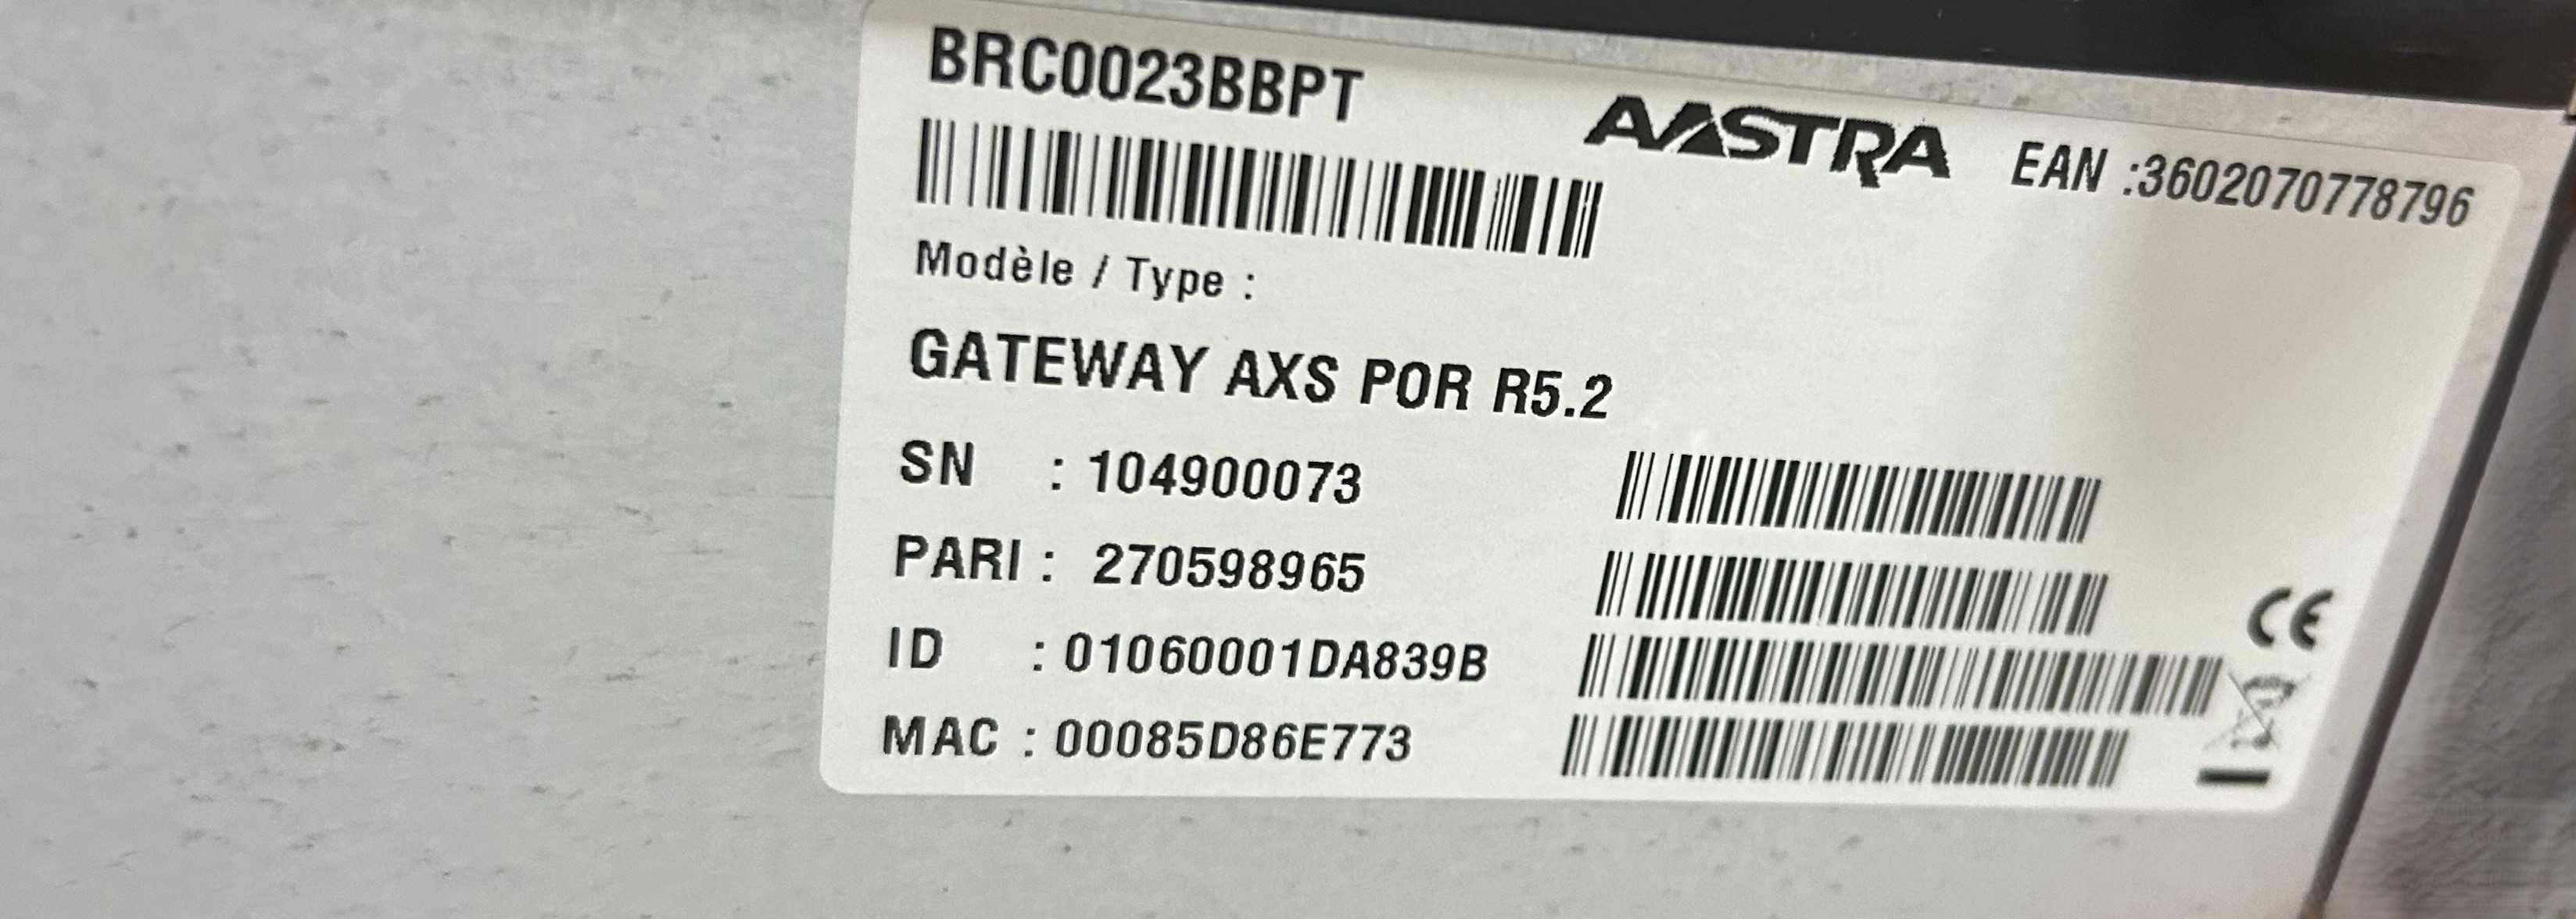 BRC0023BBPT
AASTRA
EAN :3602070778796
Modèle / Type :
GATEWAY AXS POR R5.2
SN : 104900073
PARI : 270598965
ID : 01060001DA839B
MAC : 00085D86E773
CE